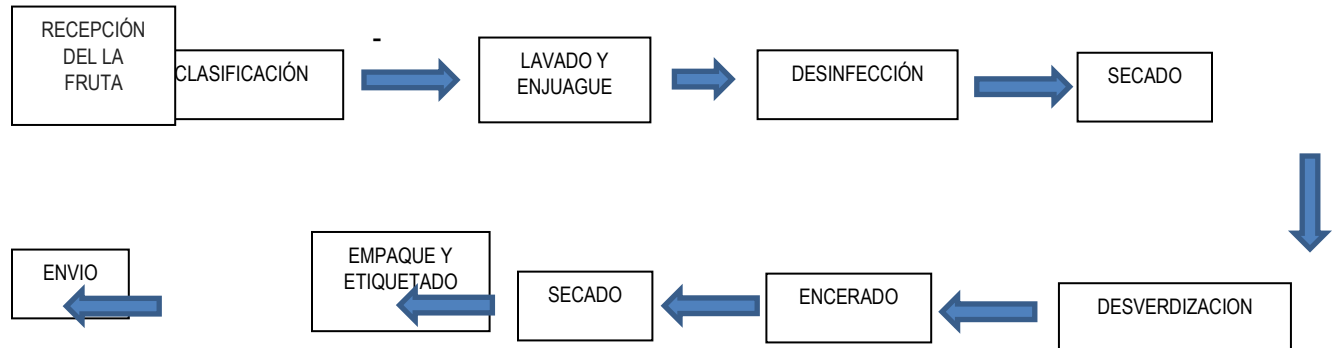 RECEPCIÓN
DEL LA
FRUTA
CLASIFICACIÓN
-
LAVADO Y
ENJUAGUE
DESINFECCIÓN
SECADO
ENVIO
EMPAQUE Y
ETIQUETADO
SECADO
ENCERADO
DESVERDIZACION